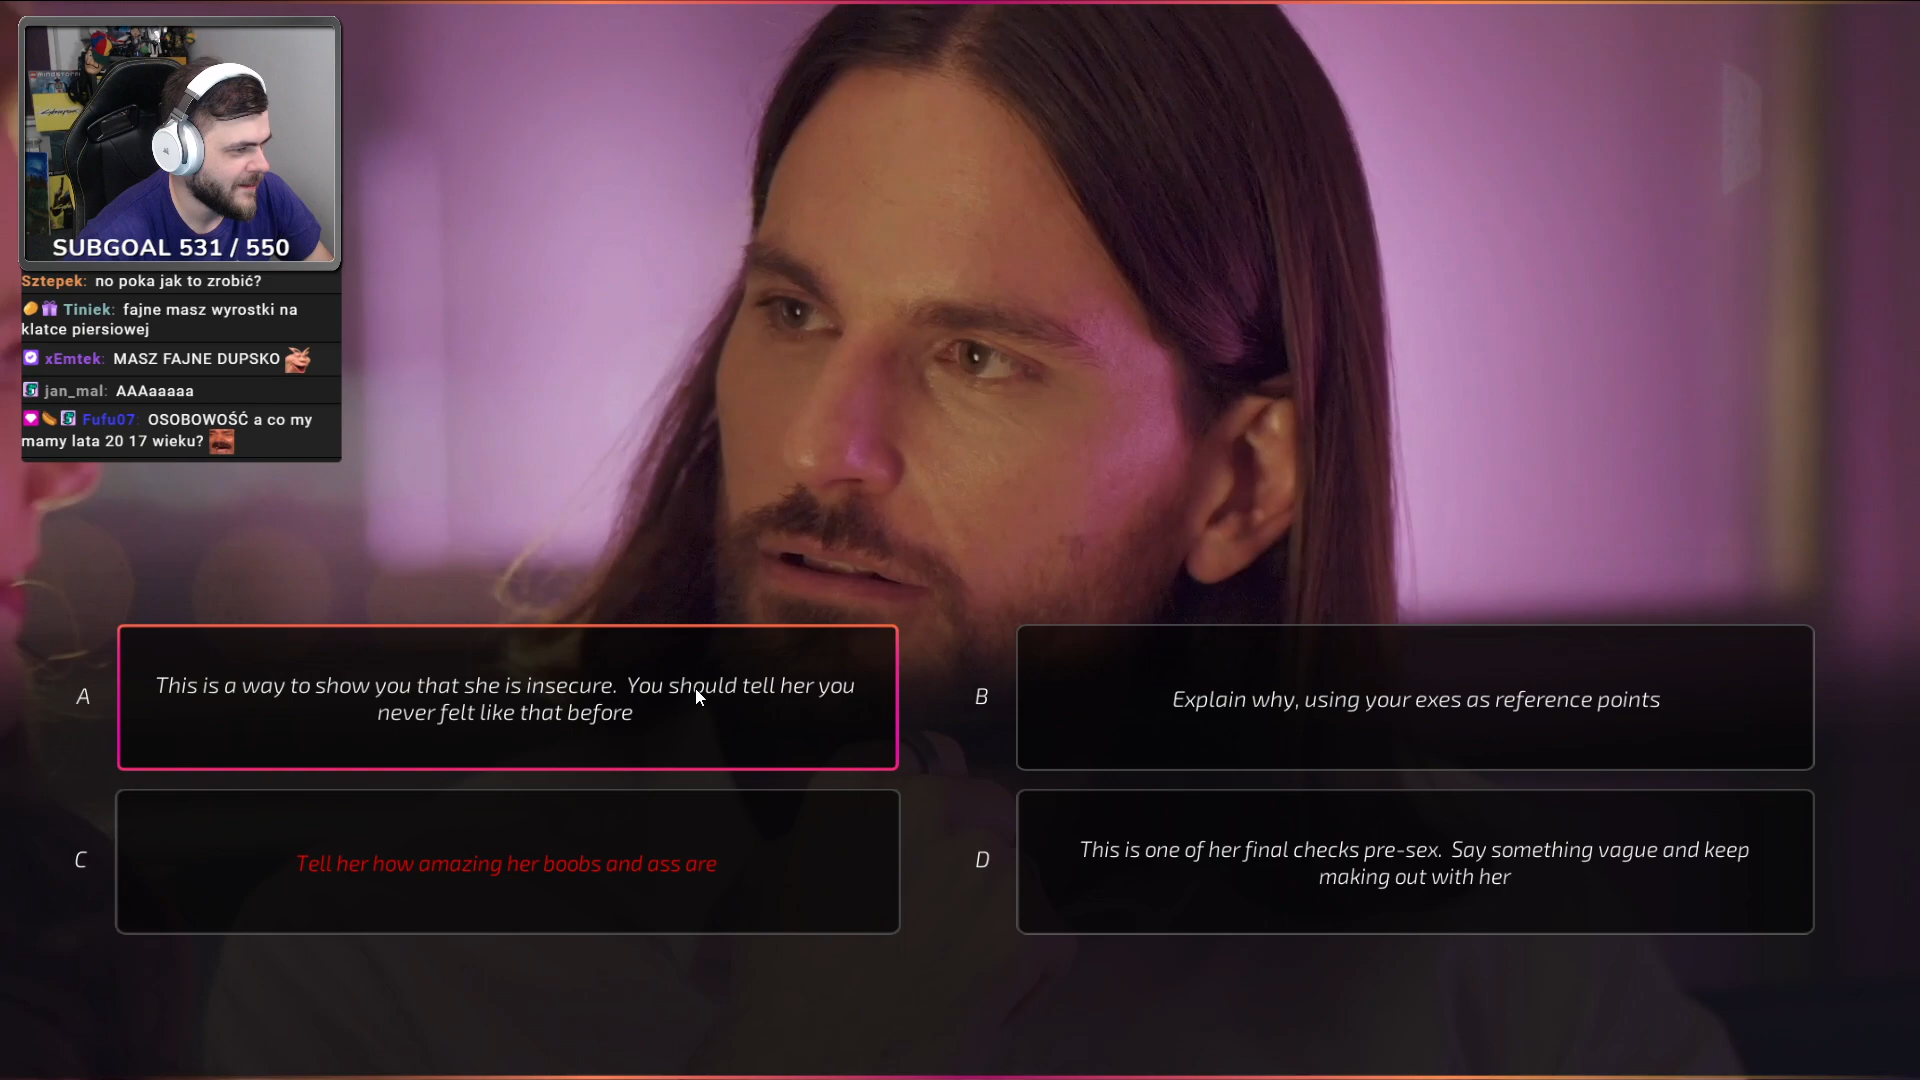 SUBGOAL 531 / 550
Sztepek: no poka jak to zrobić?
Tiniek: fajne masz wyrostki na
klatce piersiowej
xEmtek: MASZ FAJNE DUPSKO
jan_mal: AAAaaaaa
Fufu07: OSOBOWOŚĆ a co my
mamy lata 20 17 wieku?
A
This is a way to show you that she is insecure. You should tell her you
never felt like that before
B
Explain why, using your exes as reference points
C
Tell her how amazing her boobs and ass are
D
This is one of her final checks pre-sex. Say something vague and keep
making out with her